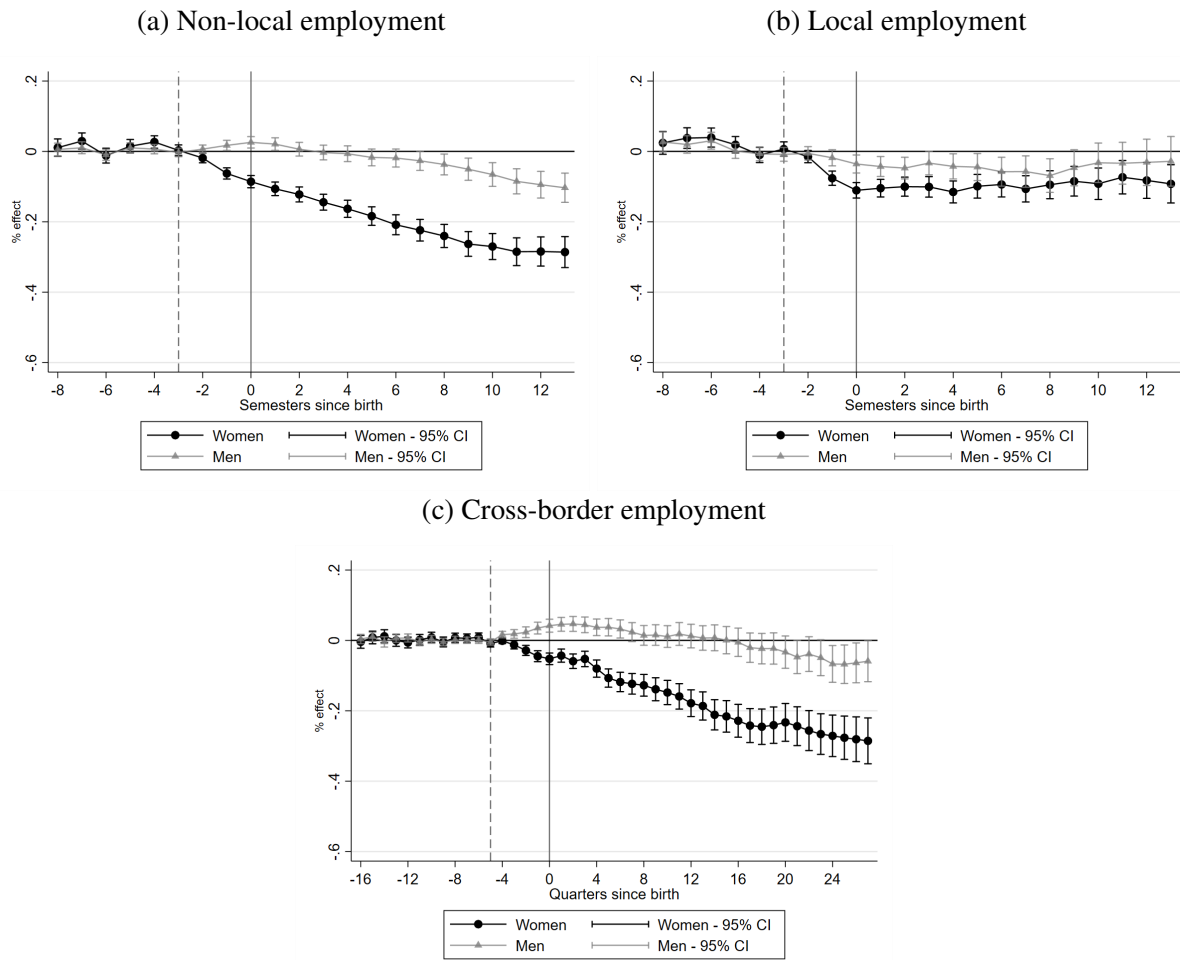 (a) Non-local employment
.2
0
-.2
-.4
-.6
% effect
-8 -6 -4 -2 0 2 4 6 8 10 12
Semesters since birth
Women Women - 95% CI
Men Men - 95% CI
(b) Local employment
.2
0
-.2
-.4
-.6
% effect
-8 -6 -4 -2 0 2 4 6 8 10 12
Semesters since birth
Women Women - 95% CI
Men Men - 95% CI
(c) Cross-border employment
.2
0
-.2
-.4
-.6
% effect
-16 -12 -8 -4 0 4 8 12 16 20 24
Quarters since birth
Women Women - 95% CI
Men Men - 95% CI